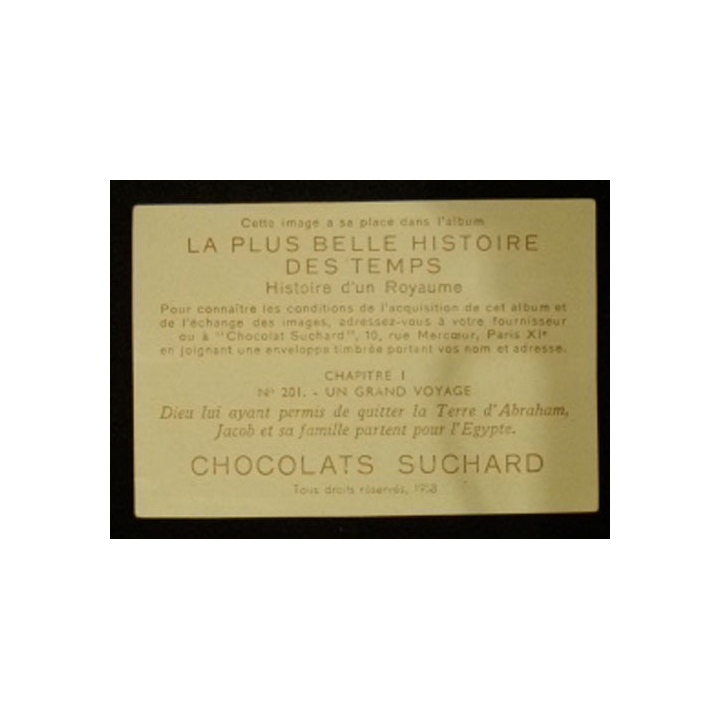 Cette image a sa place dans l'album
LA PLUS BELLE HISTOIRE
DES TEMPS
Histoire d'un Royaume
Pour connaître les conditions de l'acquisition de cet album et
de l'échange des images, adressez-vous à votre fournisseur
ou à "Chocolat Suchard", 10, rue Mercœur, Paris XIe
en joignant une enveloppe timbrée portant vos nom et adresse.
CHAPITRE I
No 201. - UN GRAND VOYAGE
Dieu lui ayant permis de quitter la Terre d'Abraham,
Jacob et sa famille partent pour l'Egypte.
CHOCOLATS SUCHARD
Tous droits réservés,